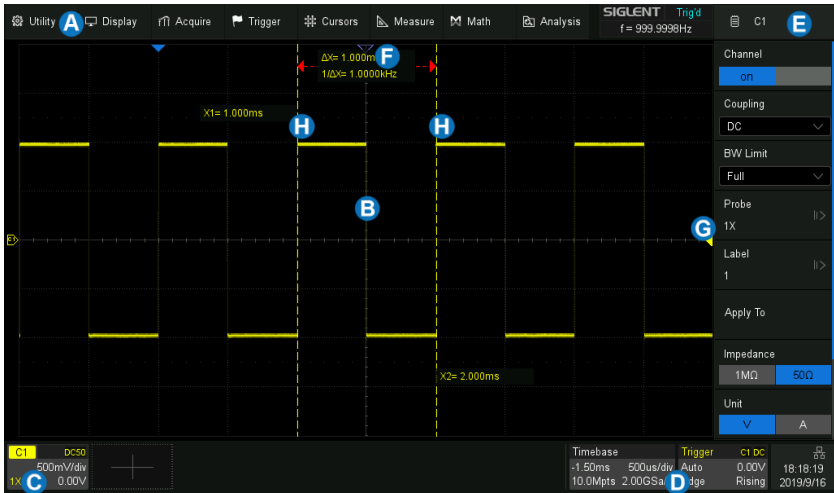 Utility A Display Acquire Trigger Cursors Measure Math Analysis
SIGLENT Trig'd
f = 999.9998Hz
C1 E
ΔX= 1.000m F
1/ΔX= 1.0000kHz
X1= 1.000ms
H H
B
G
C1
X2= 2.000ms
Channel
on
Coupling
DC
BW Limit
Full
Probe
1X
Label
1
Apply To
Impedance
1MΩ 50Ω
Unit
V A
C1 DC50
500mV/div
1X C 0.00V
Timebase
-1.50ms 500us/div
10.0Mpts 2.00GSa/
Trigger C1 DC
Auto 0.00V
D Rising
18:18:19
2019/9/16